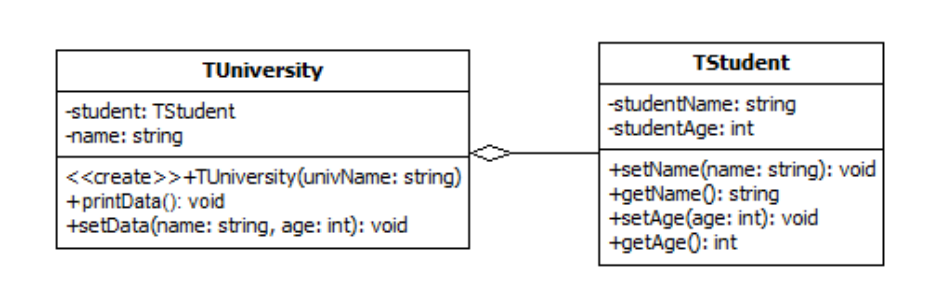 TUniversity
-student: TStudent
-name: string
<<create>>+TUniversity(univName: string)
+printData(): void
+setData(name: string, age: int): void
TStudent
-studentName: string
-studentAge: int
+setName(name: string): void
+getName(): string
+setAge(age: int): void
+getAge(): int